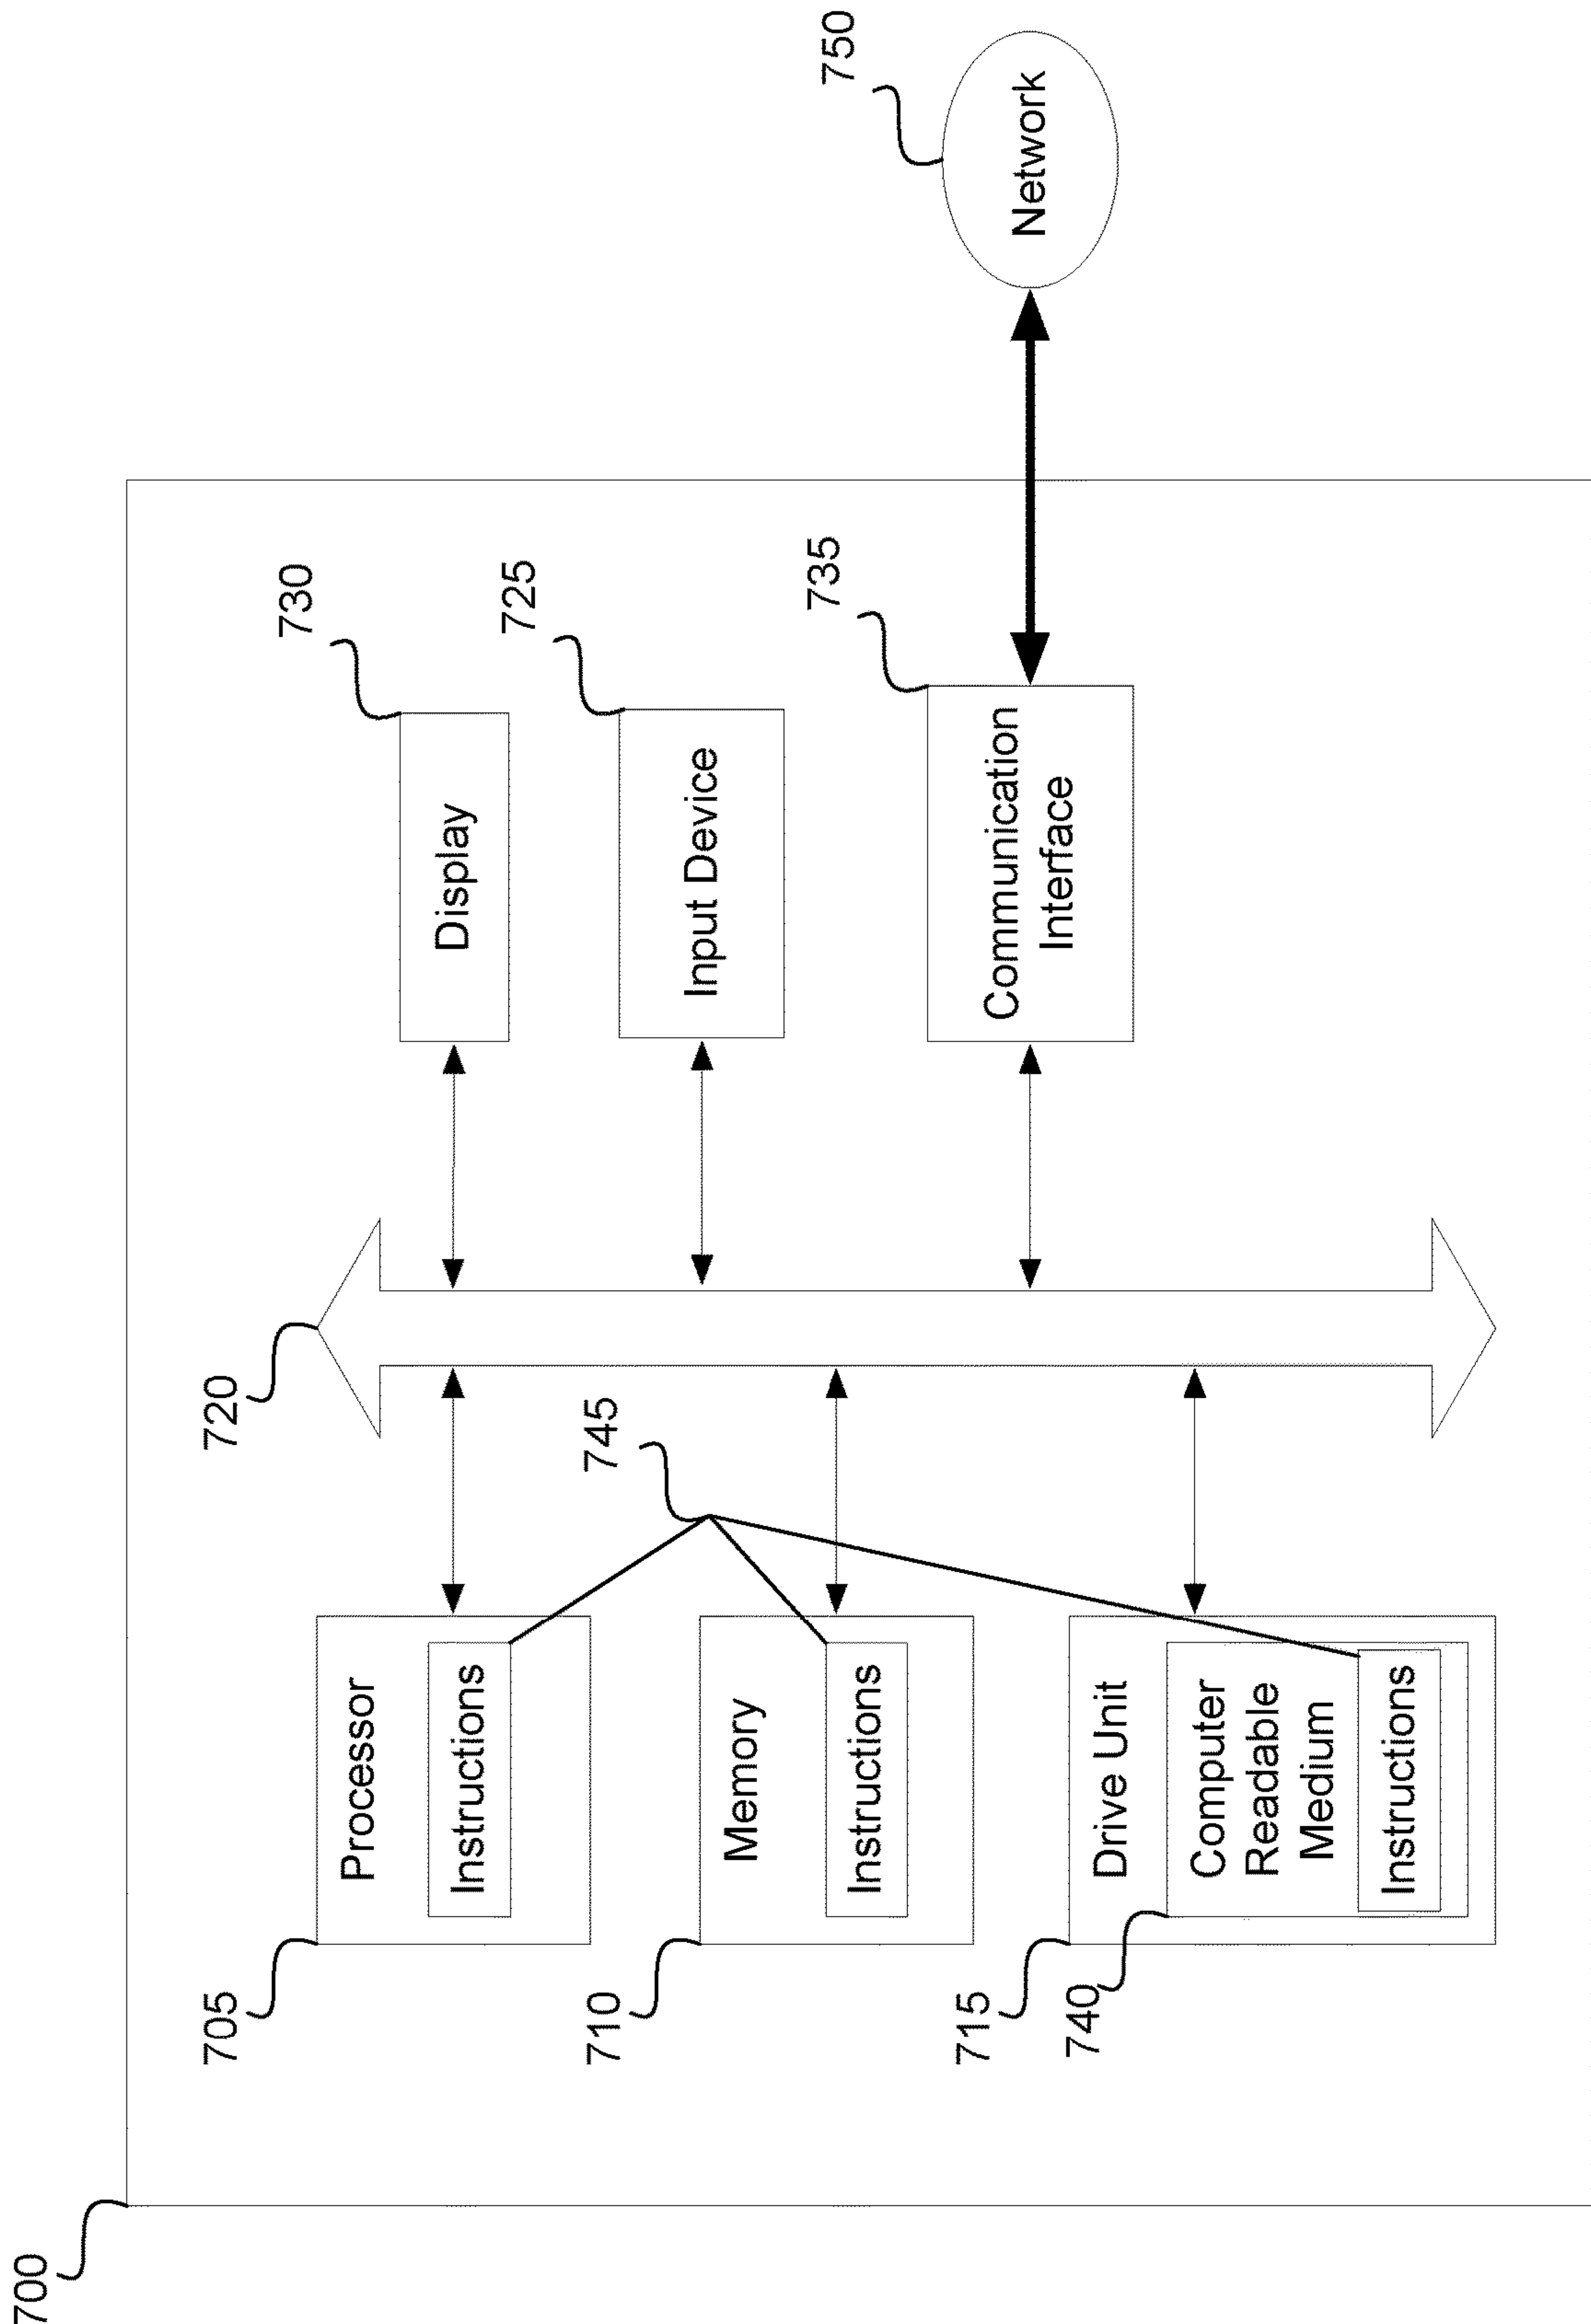 700
720
730
705
Processor
Instructions
Display
745
725
710
Memory
Instructions
Input Device
735
750
715
740
Drive Unit
Computer
Readable
Medium
Instructions
Communication
Interface
Network